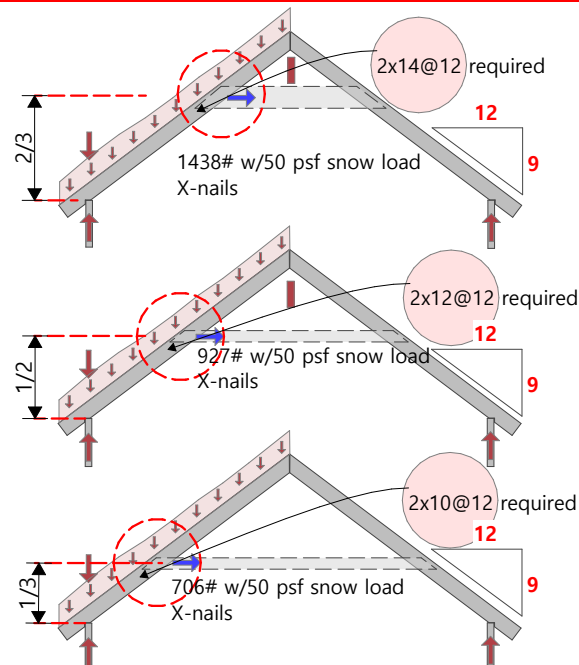 2x14@12 required
12
9
2/3
1438# w/50 psf snow load
X-nails
2x12@12 required
12
9
1/2
927# w/50 psf snow load
X-nails
2x10@12 required
12
9
1/3
706# w/50 psf snow load
X-nails